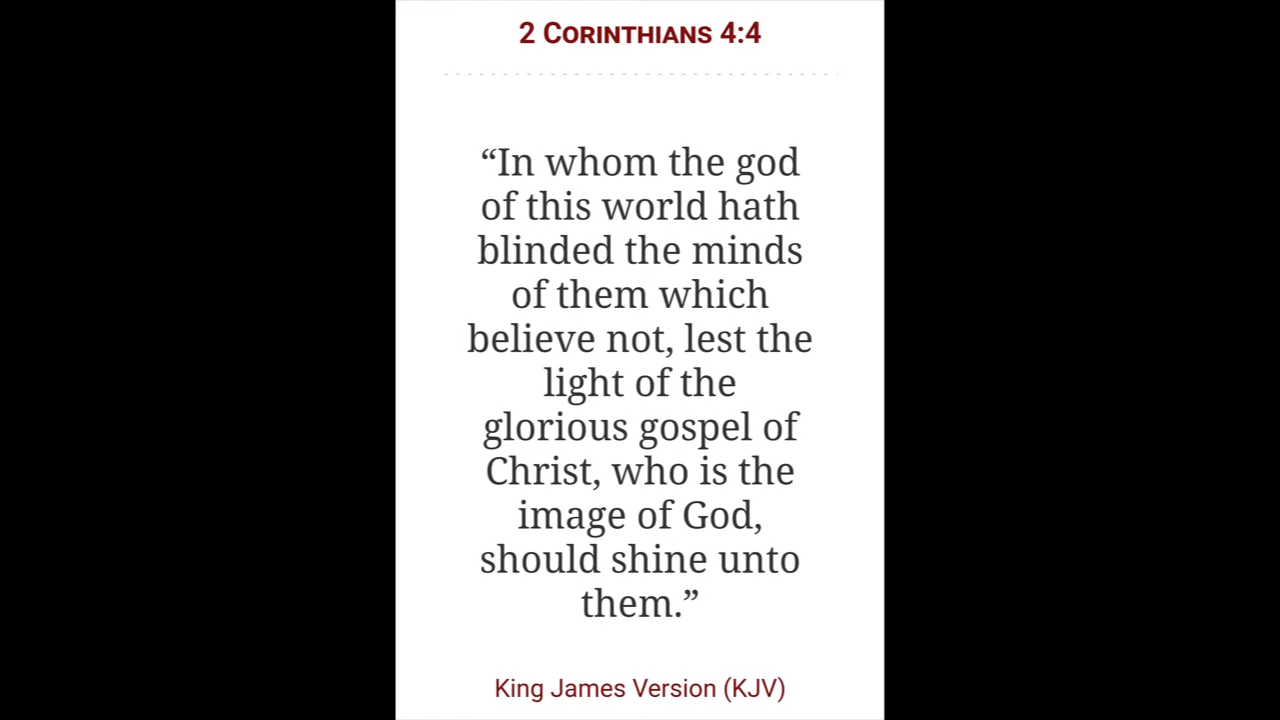 2 Corinthians 4:4
“In whom the god
of this world hath
blinded the minds
of them which
believe not, lest the
light of the
glorious gospel of
Christ, who is the
image of God,
should shine unto
them.”
King James Version (KJV)